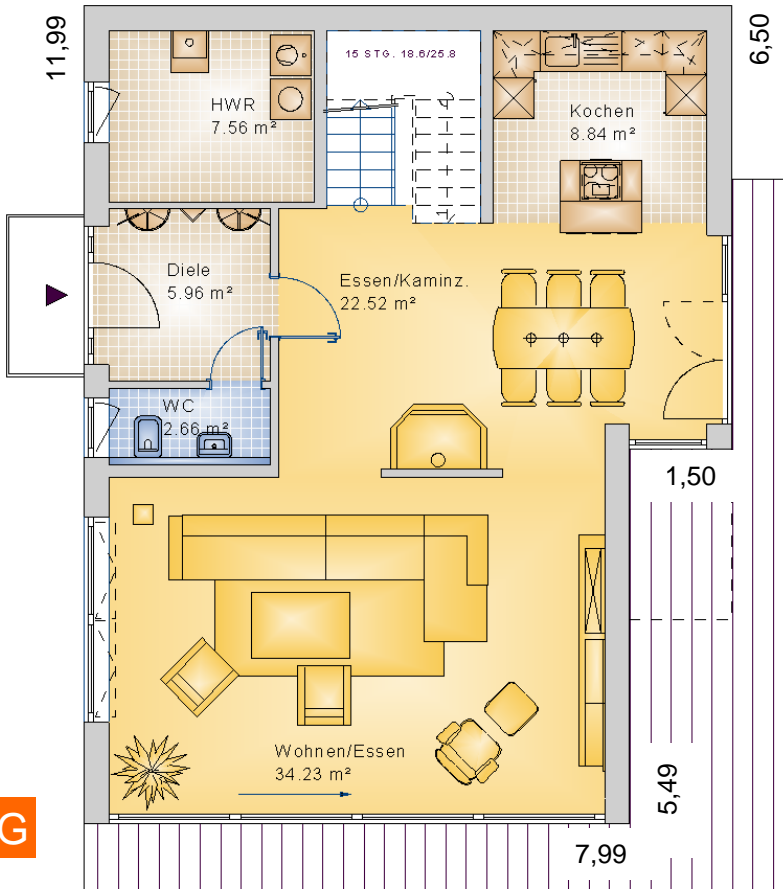 11,99
6,50
15 STG. 18.6/25.8
HWR
7.56 m²
Kochen
8.84 m²
Diele
5.96 m²
Essen/Kaminz.
22.52 m²
WC
2.66 m²
1,50
Wohnen/Essen
34.23 m²
5,49
G
7,99